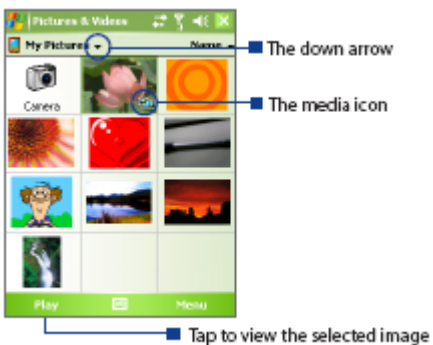 Pictures & Videos
My Pictures
Name
The down arrow
Camera
The media icon
Play
Menu
Tap to view the selected image